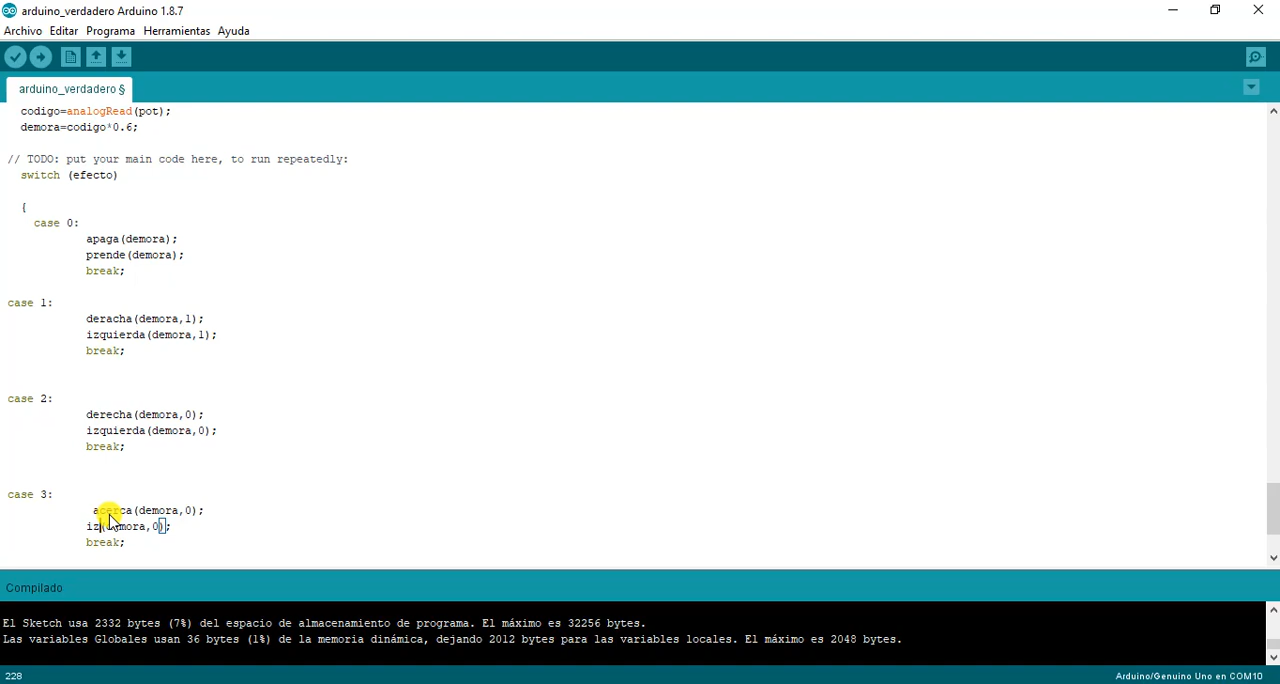 arduino_verdadero Arduino 1.8.7
Archivo Editar Programa Herramientas Ayuda
arduino_verdadero §
codigo=analogRead(pot);
demora=codigo*0.6;
// TODO: put your main code here, to run repeatedly:
switch (efecto)
{
case 0:
apaga(demora);
prende(demora);
break;
case 1:
deracha(demora,1);
izquierda(demora,1);
break;
case 2:
derecha(demora,0);
izquierda(demora,0);
break;
case 3:
acerca(demora,0);
iz(demora,0);
break;
Compilado
El Sketch usa 2332 bytes (7%) del espacio de almacenamiento de programa. El máximo es 32256 bytes.
Las variables Globales usan 36 bytes (1%) de la memoria dinámica, dejando 2012 bytes para las variables locales. El máximo es 2048 bytes.
228
Arduino/Genuino Uno en COM10